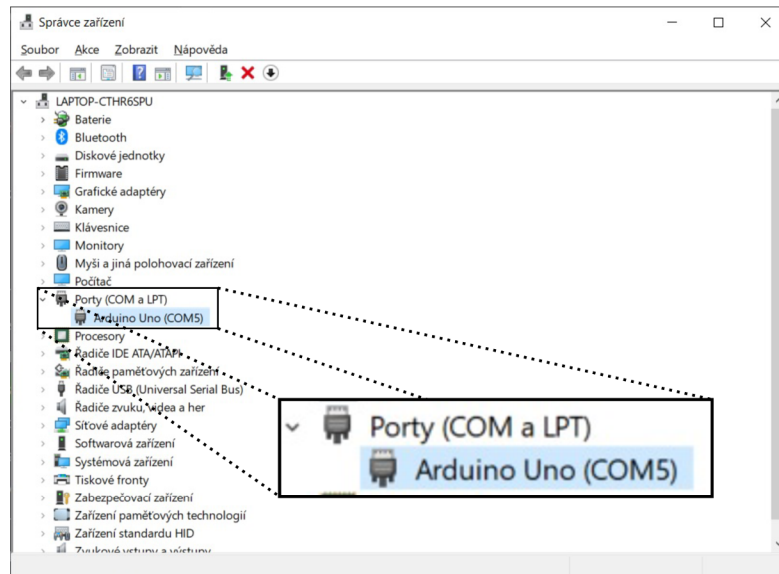 Správce zařízení
Soubor Akce Zobrazit Nápověda
LAPTOP-CTHR6SPU
Baterie
Bluetooth
Diskové jednotky
Firmware
Grafické adaptéry
Kamery
Klávesnice
Monitory
Myši a jiná polohovací zařízení
Počítač
Porty (COM a LPT)
Arduino Uno (COM5)
Procesory
Řadiče IDE ATA/ATAPI
Řadiče paměťových zařízení
Řadiče USB (Universal Serial Bus)
Řadiče zvuku, videa a her
Síťové adaptéry
Softwarová zařízení
Systémová zařízení
Tiskové fronty
Zabezpečovací zařízení
Zařízení paměťových technologií
Zařízení standardu HID
Zvukové vstupy a výstupy
Porty (COM a LPT)
Arduino Uno (COM5)